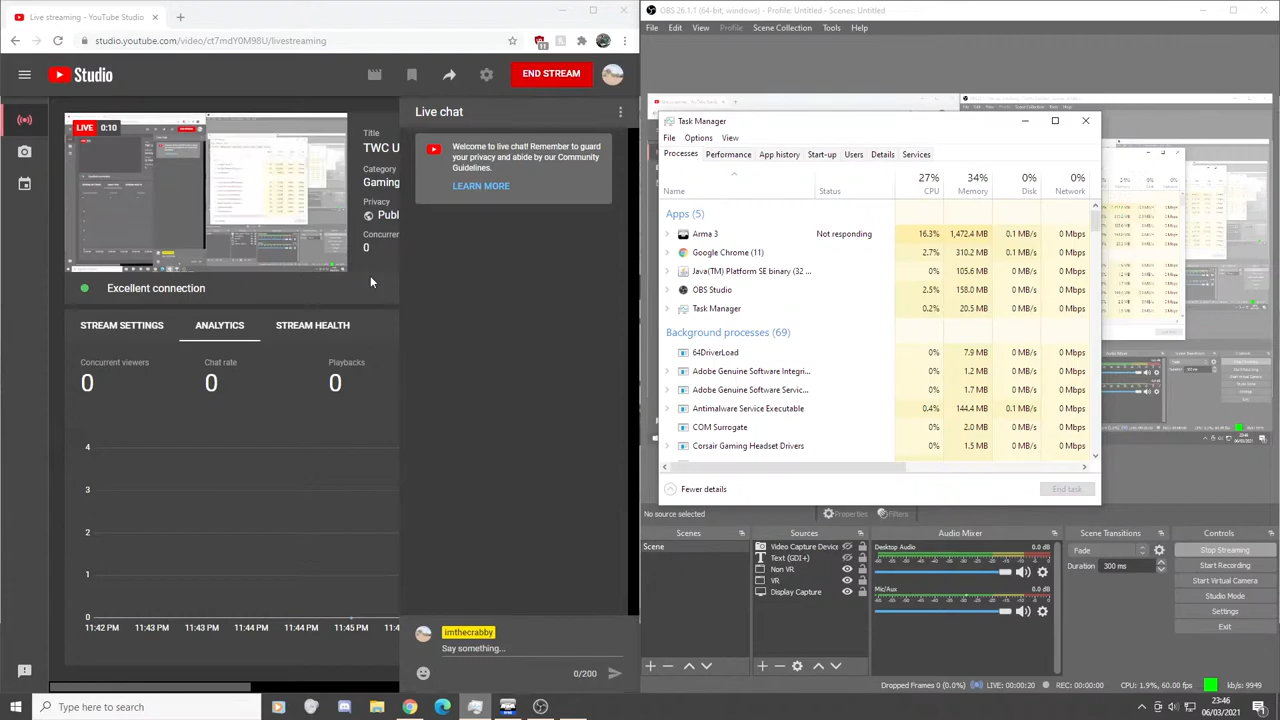 Live streaming - YouTube Studio
studio.youtube.com/video/ct7mdY0M98U/livestreaming
11
Studio
END STREAM
LIVE 0:10
Title
TWC U
Category
Gaming
Privacy
Publ
Concurren
0
Excellent connection
STREAM SETTINGS
ANALYTICS
STREAM HEALTH
Concurrent viewers
Chat rate
Playbacks
0
0
0
4
3
2
1
0
11:42 PM 11:43 PM 11:43 PM 11:44 PM 11:44 PM 11:45 PM 11:4
Live chat
Welcome to live chat! Remember to guard
your privacy and abide by our Community
Guidelines.
LEARN MORE
imthecrabby
Say something...
0/200
OBS 26.1.1 (64-bit, windows) - Profile: Untitled - Scenes: Untitled
File Edit View Profile Scene Collection Tools Help
Task Manager
File Options View
Processes Performance App history Start-up Users Details Services
27% 34% 0% 0%
Name Status CPU Memory Disk Network
Apps (5)
Arma 3 Not responding 16.3% 1,472.4 MB 0.1 MB/s 0 Mbps
Google Chrome (11) 2.7% 310.2 MB 0.1 MB/s 0 Mbps
Java(TM) Platform SE binary (32 ... 0% 105.6 MB 0 MB/s 0 Mbps
OBS Studio 2.5% 158.0 MB 0 MB/s 0 Mbps
Task Manager 0.2% 20.5 MB 0 MB/s 0 Mbps
Background processes (69)
64DriverLoad 0% 7.9 MB 0 MB/s 0 Mbps
Adobe Genuine Software Integri... 0% 1.2 MB 0 MB/s 0 Mbps
Adobe Genuine Software Servic... 0% 1.7 MB 0 MB/s 0 Mbps
Antimalware Service Executable 0.4% 144.4 MB 0.1 MB/s 0 Mbps
COM Surrogate 0% 2.0 MB 0 MB/s 0 Mbps
Corsair Gaming Headset Drivers 0% 1.5 MB 0 MB/s 0 Mbps
Fewer details
End task
No source selected
Properties
Filters
Scenes
Scene
Sources
Video Capture Device
Text (GDI+)
Non VR.
VR
Display Capture
Audio Mixer
Desktop Audio 0.0 dB
Mic/Aux 0.0 dB
Scene Transitions
Fade
Duration 300 ms
Controls
Stop Streaming
Start Recording
Start Virtual Camera
Studio Mode
Settings
Exit
Dropped Frames 0 (0.0%) LIVE: 00:00:20 REC: 00:00:00 CPU: 1.9%, 60.00 fps kb/s: 9949
Type here to search
23:46
06/03/2021